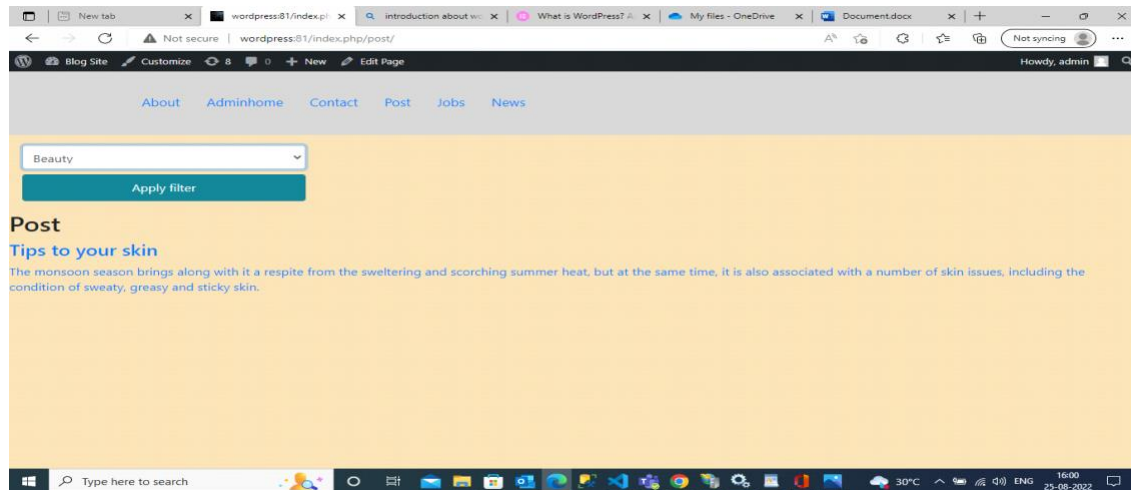 New tab
wordpress:81/index.ph
introduction about wo
What is WordPress? A
My files - OneDrive
Document.docx
Not secure | wordpress:81/index.php/post/
Not syncing
Blog Site Customize 8 0 + New Edit Page Howdy, admin
About Adminhome Contact Post Jobs News
Beauty
Apply filter
Post
Tips to your skin
The monsoon season brings along with it a respite from the sweltering and scorching summer heat, but at the same time, it is also associated with a number of skin issues, including the
condition of sweaty, greasy and sticky skin.
Type here to search
30°C ENG 16:00
25-08-2022